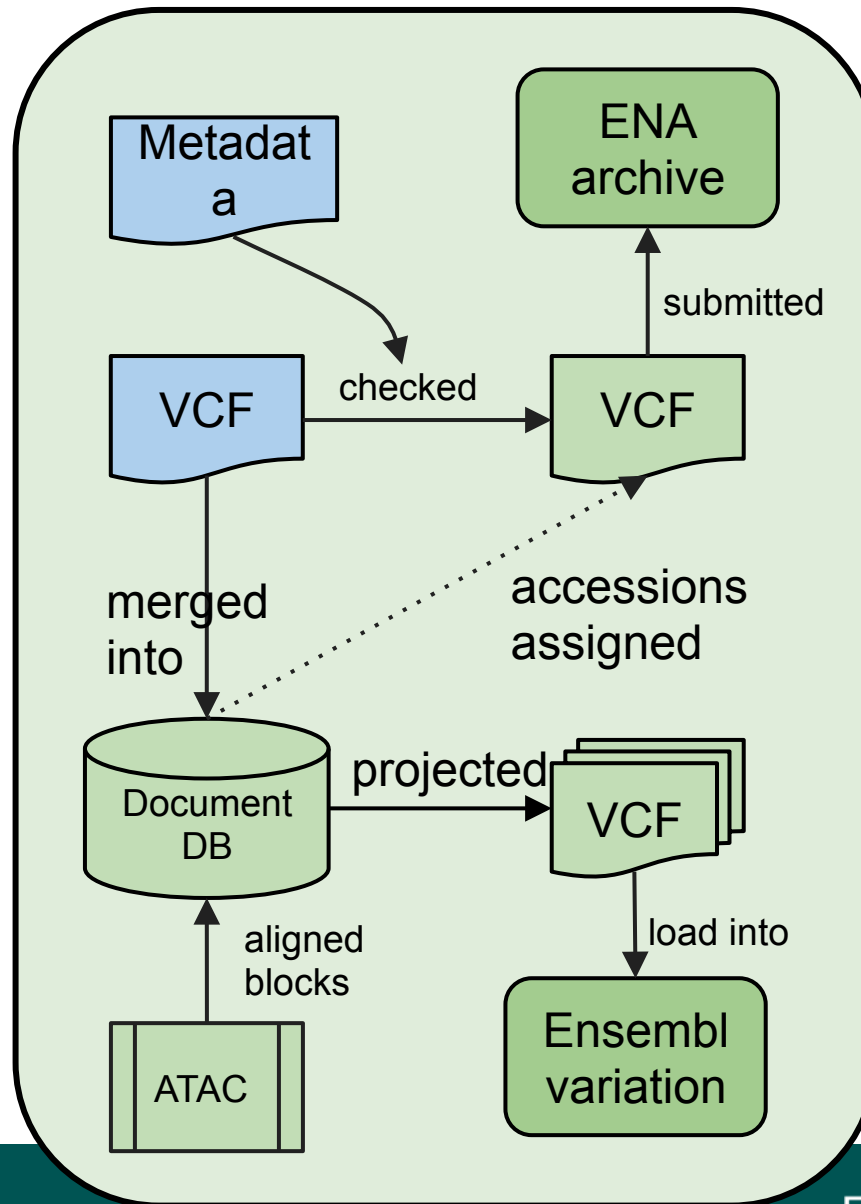 Metadat
a
ENA
archive
submitted
VCF
checked
VCF
merged
into
accessions
assigned
Document
DB
projected
VCF
aligned
blocks
load into
ATAC
Ensembl
variation